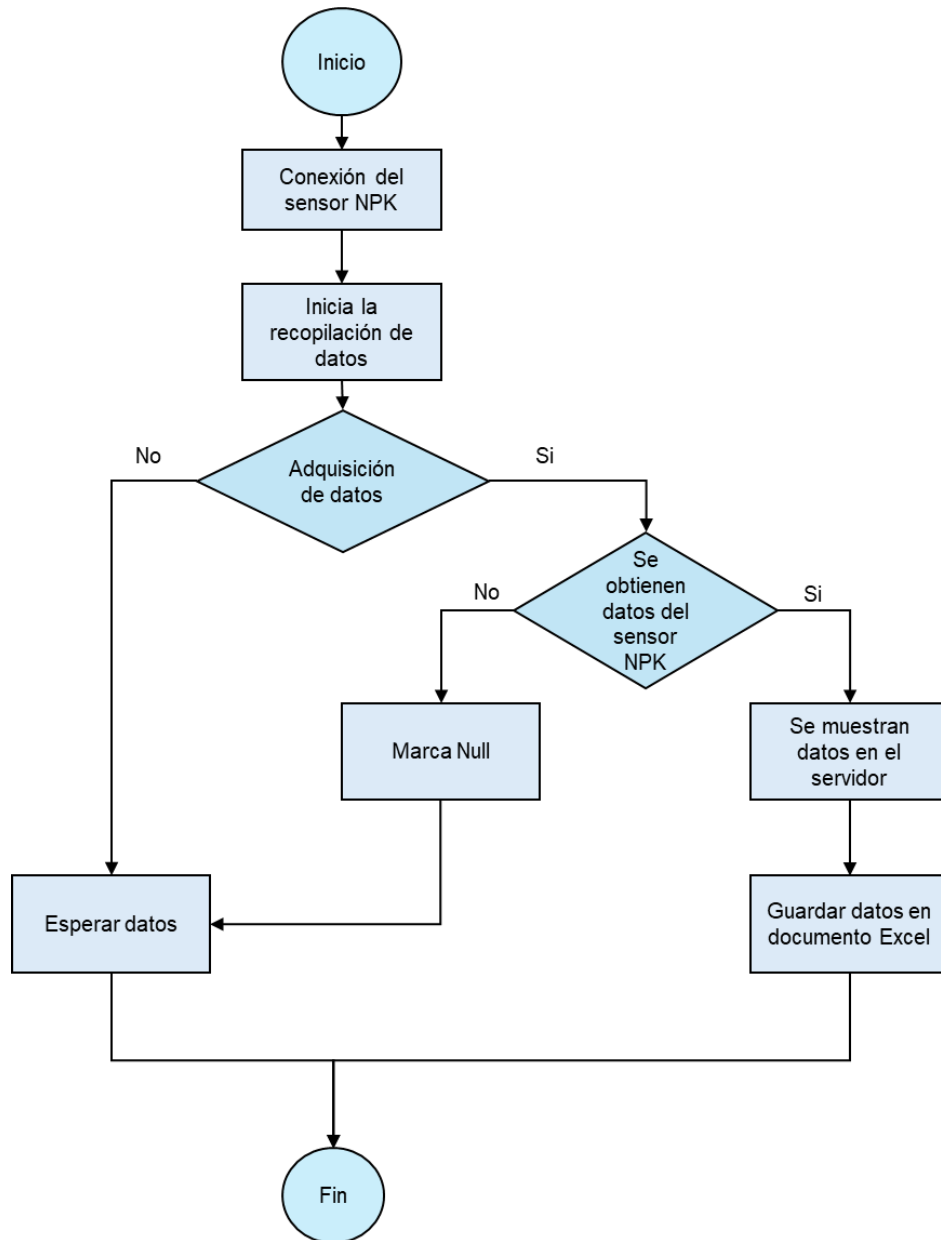 Inicio
Conexión del
sensor NPK
Inicia la
recopilación de
datos
No
Adquisición
de datos
Si
No
Se
obtienen
datos del
sensor
NPK
Si
Marca Null
Se muestran
datos en el
servidor
Esperar datos
Guardar datos en
documento Excel
Fin